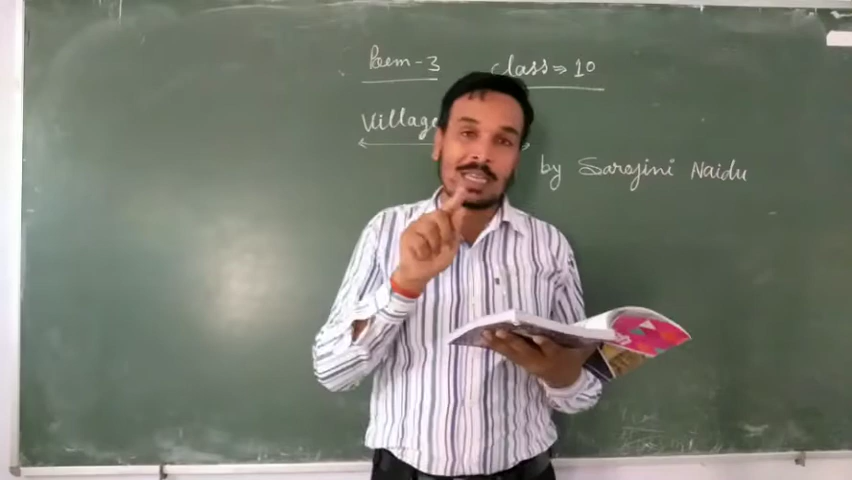 Poem - 3 class ⇒ 10
Village
by Sarojini Naidu